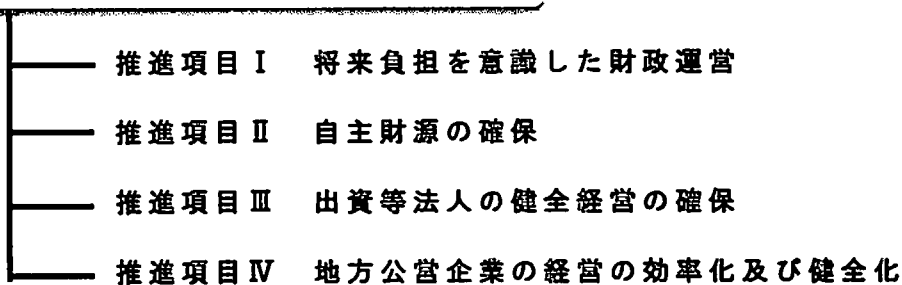 推進項目Ⅰ 将来負担を意識した財政運営
推進項目Ⅱ 自主財源の確保
推進項目Ⅲ 出資等法人の健全経営の確保
推進項目Ⅳ 地方公営企業の経営の効率化及び健全化